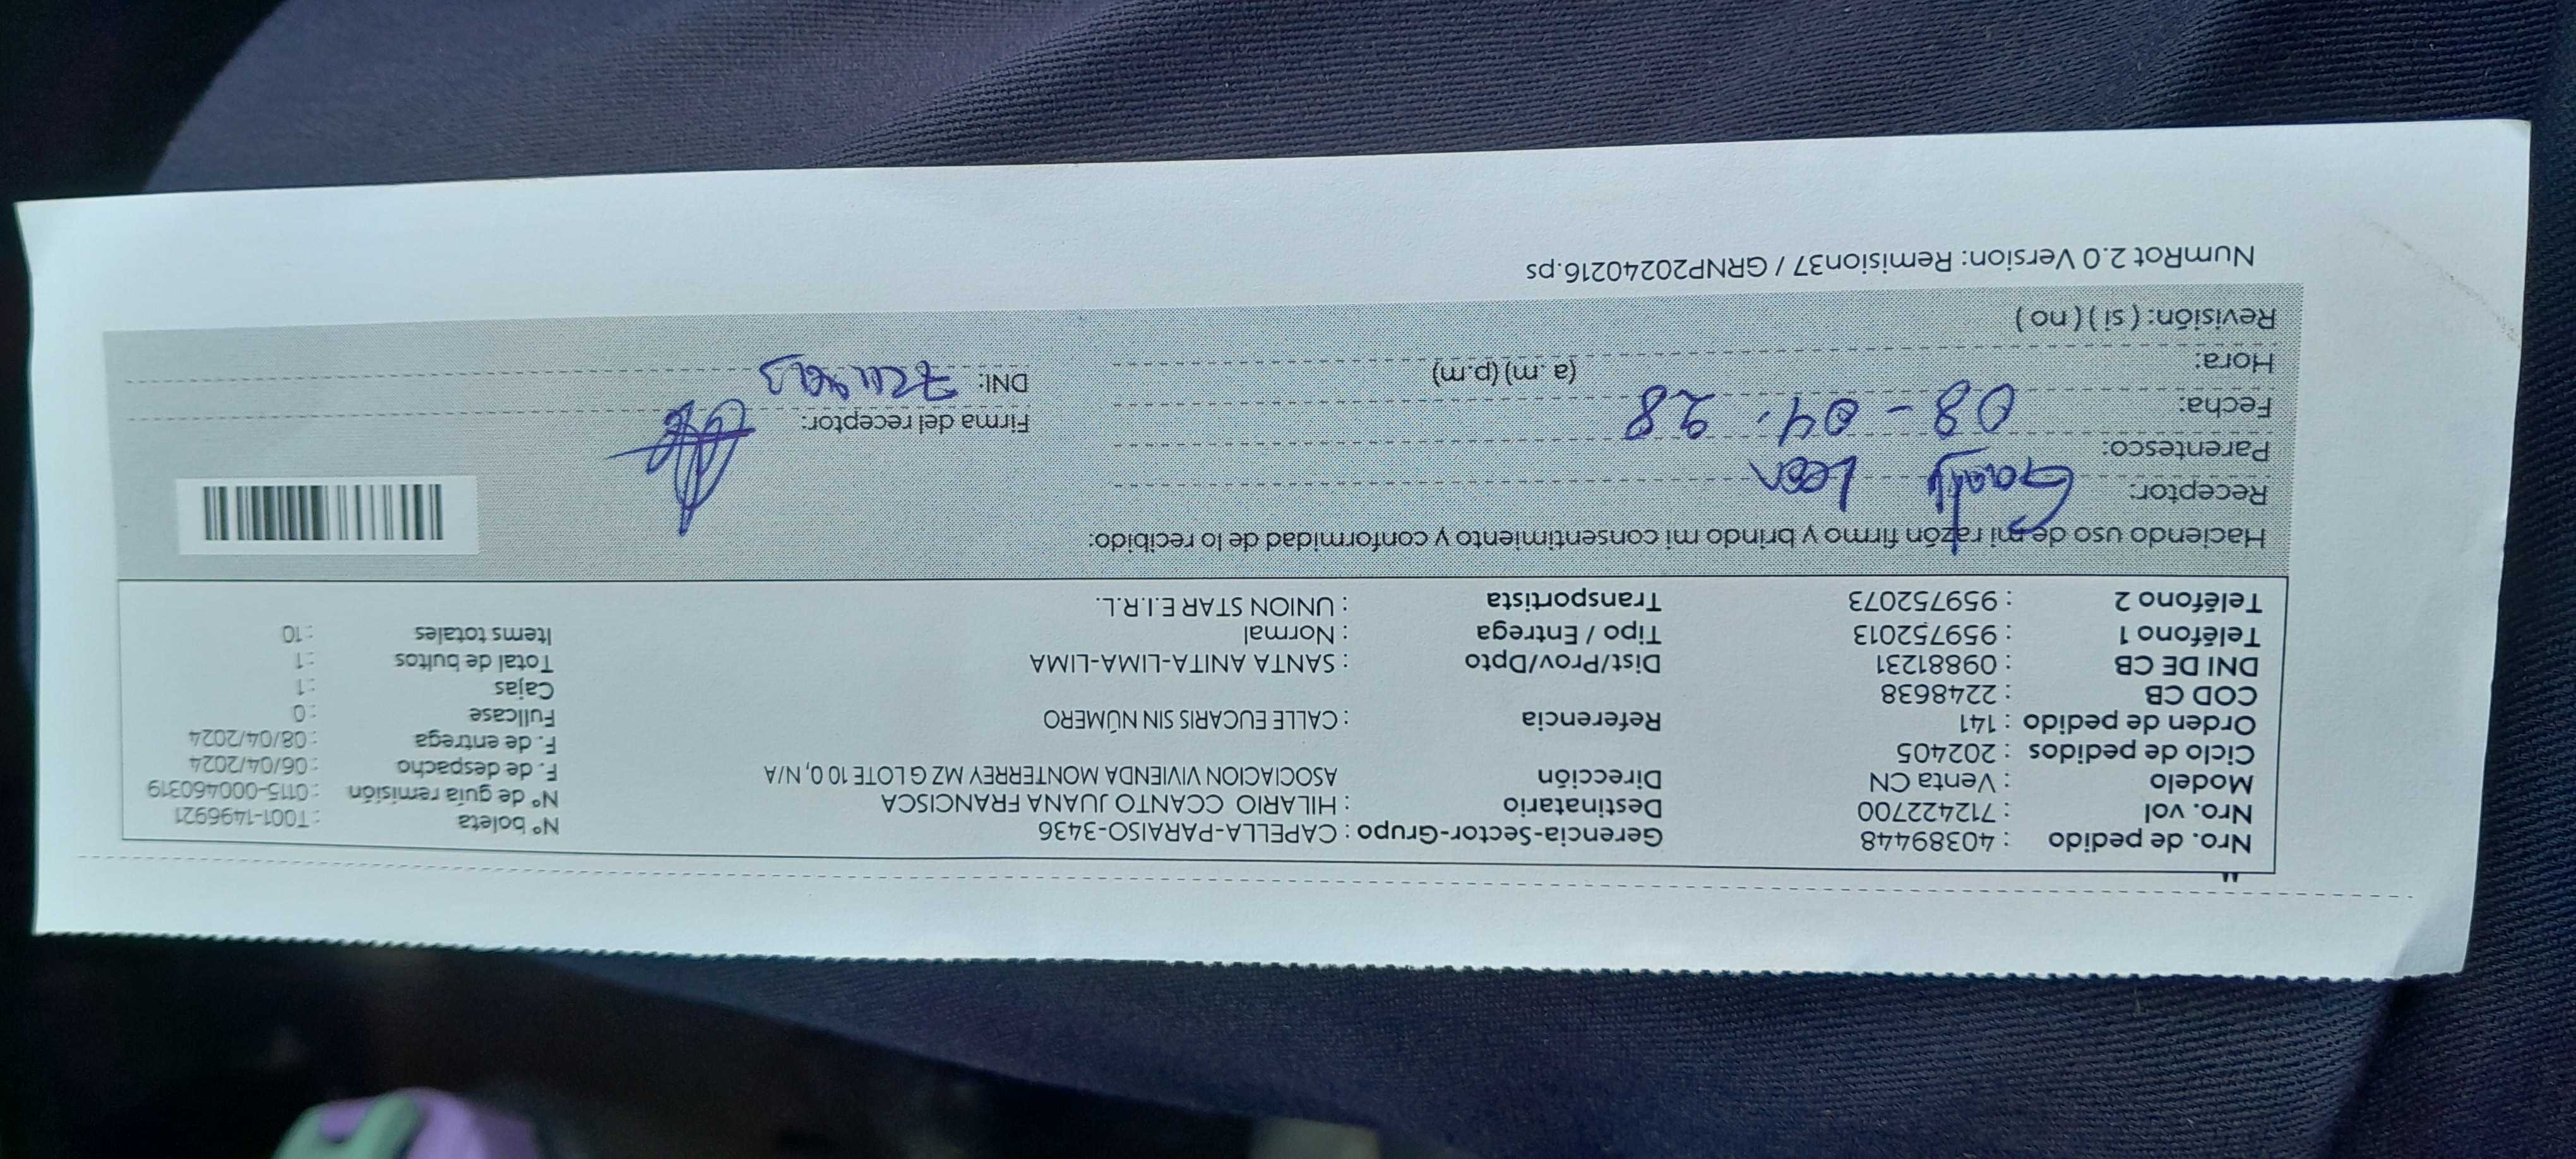 Nro. de pedido : 40389448 Gerencia-Sector-Grupo : CAPELLA-PARAISO-3436 Nº boleta : T001-1496921
Nro. vol : 712422700 Destinatario : HILARIO CCANTO JUANA FRANCISCA Nº de guía remisión : 0115-000460319
Modelo : Venta CN Dirección ASOCIACION VIVIENDA MONTERREY MZ G LOTE 10 0, N/A F. de despacho : 06/04/2024
Ciclo de pedidos : 202405 F. de entrega : 08/04/2024
Orden de pedido : 141 Referencia : CALLE EUCARIS SIN NÚMERO Fullcase : 0
COD CB : 2248638 Cajas : 1
DNI DE CB : 09881231 Dist/Prov/Dpto : SANTA ANITA-LIMA-LIMA Total de bultos : 1
Teléfono 1 : 959752013 Tipo / Entrega : Normal Items totales : 10
Teléfono 2 : 959752073 Transportista : UNION STAR E.I.R.L.
Haciendo uso de mi razón firmo y brindo mi consentimiento y conformidad de lo recibido:
Receptor: Leon
Parentesco:
Fecha: 08-04. 28 Firma del receptor:
Hora: (a.m) (p.m) DNI:
Revisión: ( si ) ( no )
NumRot 2.0 Version: Remision37 / GRNP20240216.ps